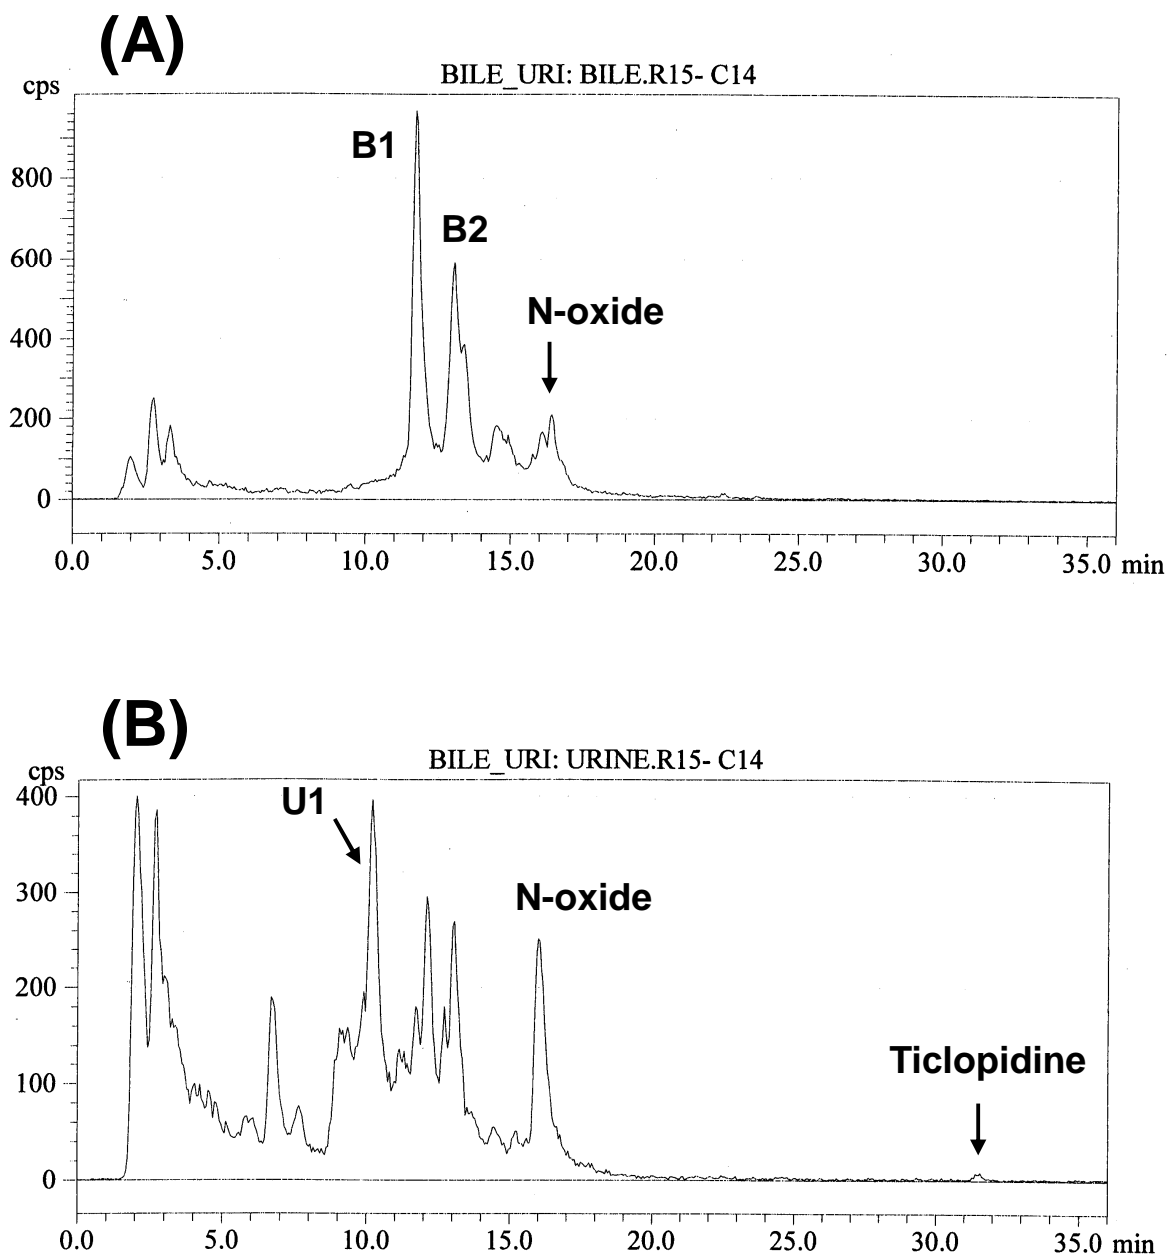 (A)
BILE_URI: BILE.R15- C14
cps
B1
800
B2
600
N-oxide
400
200
0
0.0 5.0 10.0 15.0 20.0 25.0 30.0 35.0 min
(B)
BILE_URI: URINE.R15- C14
cps
400
U1
300
N-oxide
200
Ticlopidine
100
0
0.0 5.0 10.0 15.0 20.0 25.0 30.0 35.0 min